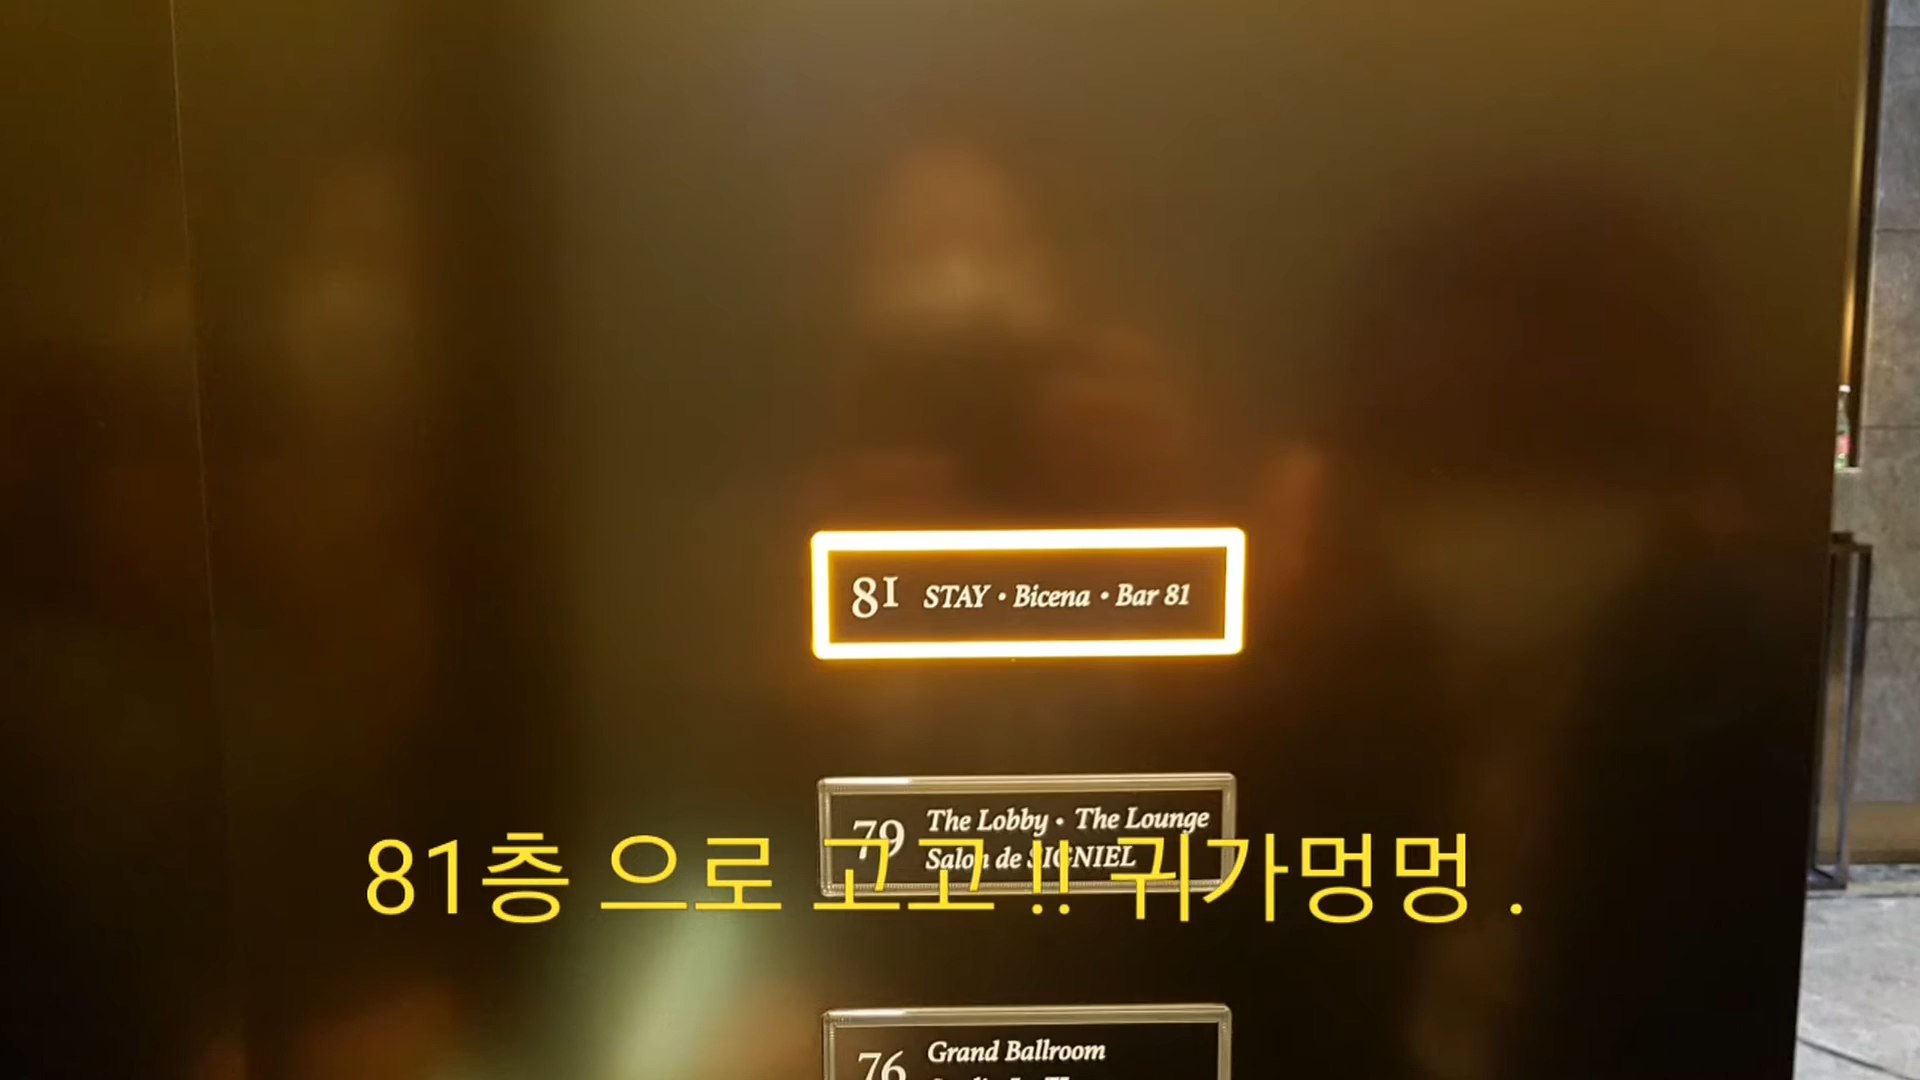 81 STAY • Bicena • Bar 81
79 The Lobby • The Lounge
Salon de SIGNIEL
81층 으로 고고 !! 귀가멍멍 .
76 Grand Ballroom